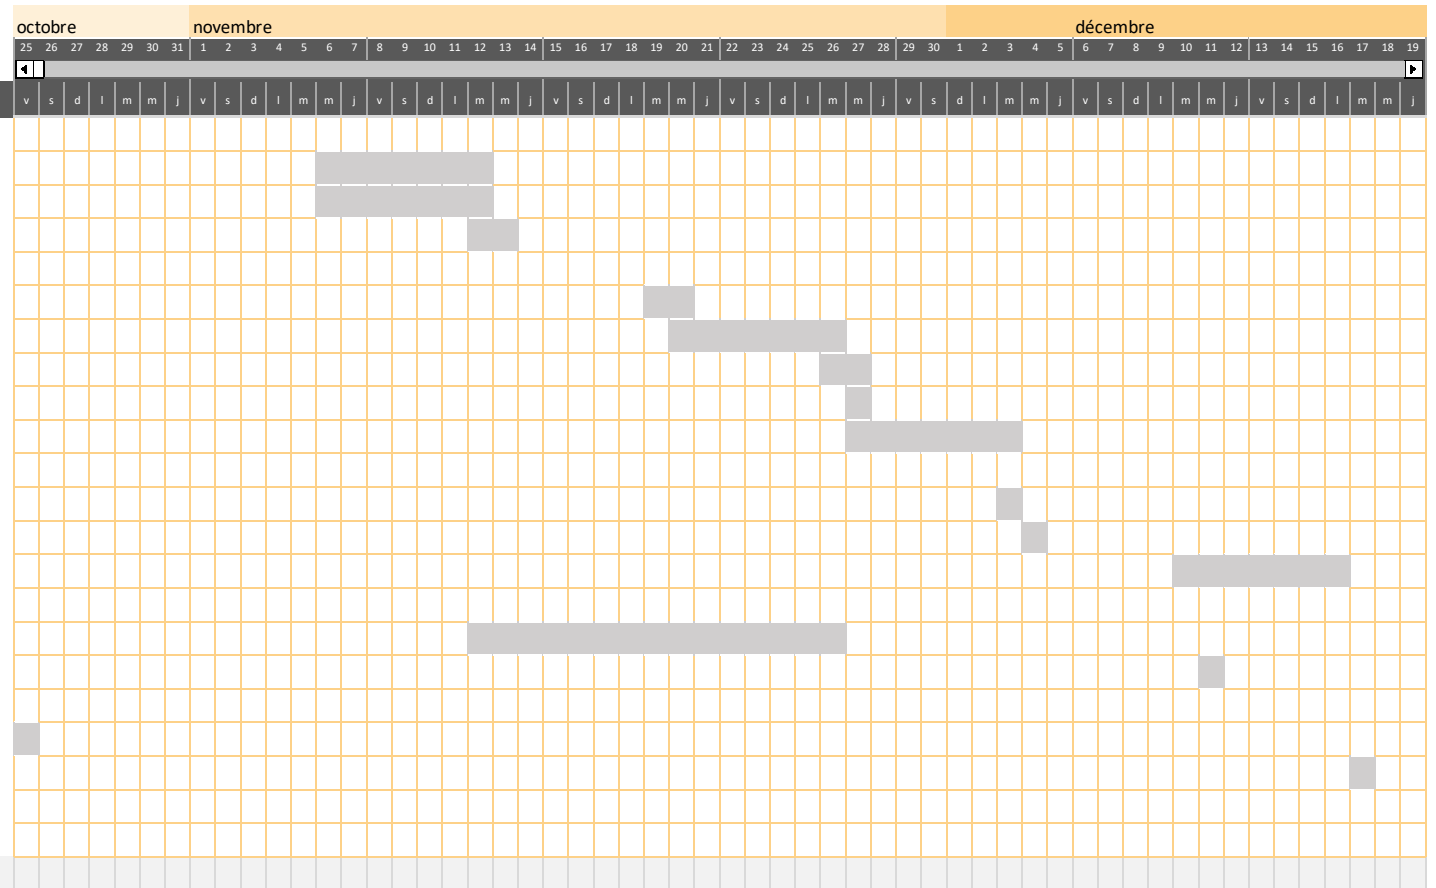 octobre novembre décembre
25 26 27 28 29 30 31 1 2 3 4 5 6 7 8 9 10 11 12 13 14 15 16 17 18 19 20 21 22 23 24 25 26 27 28 29 30 1 2 3 4 5 6 7 8 9 10 11 12 13 14 15 16 17 18 19
v s d l m m j v s d l m m j v s d l m m j v s d l m m j v s d l m m j v s d l m m j v s d l m m j v s d l m m j